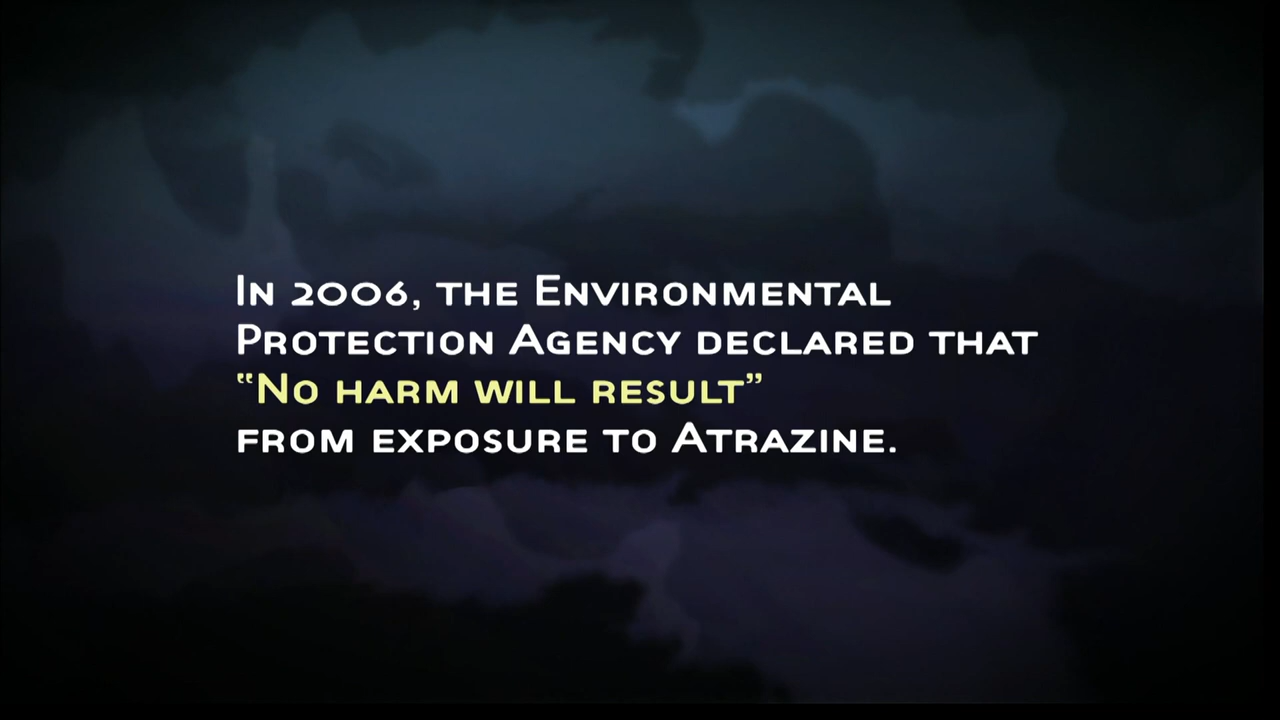 In 2006, the Environmental
Protection Agency declared that
“No harm will result”
from exposure to Atrazine.